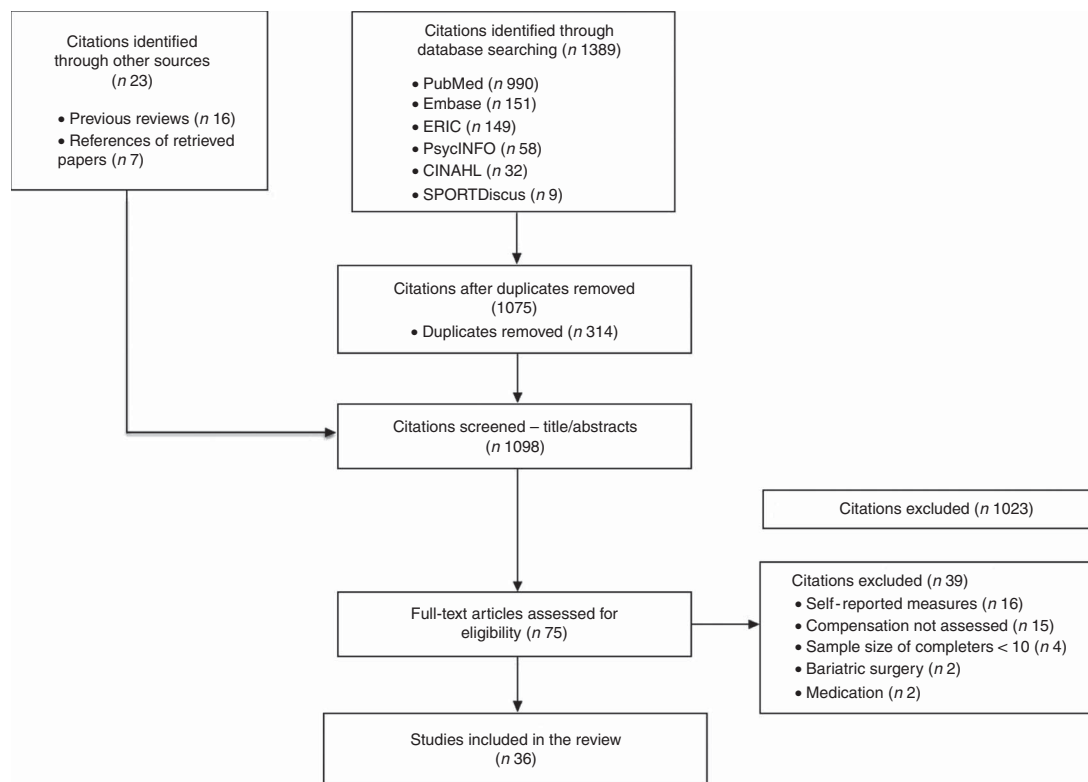 Citations identified
through other sources
(n 23)
• Previous reviews (n 16)
• References of retrieved
papers (n 7)
Citations identified through
database searching (n 1389)
• PubMed (n 990)
• Embase (n 151)
• ERIC (n 149)
• PsycINFO (n 58)
• CINAHL (n 32)
• SPORTDiscus (n 9)
Citations after duplicates removed
(1075)
• Duplicates removed (n 314)
Citations screened – title/abstracts
(n 1098)
Citations excluded (n 1023)
Full-text articles assessed for
eligibility (n 75)
Citations excluded (n 39)
• Self-reported measures (n 16)
• Compensation not assessed (n 15)
• Sample size of completers < 10 (n 4)
• Bariatric surgery (n 2)
• Medication (n 2)
Studies included in the review
(n 36)